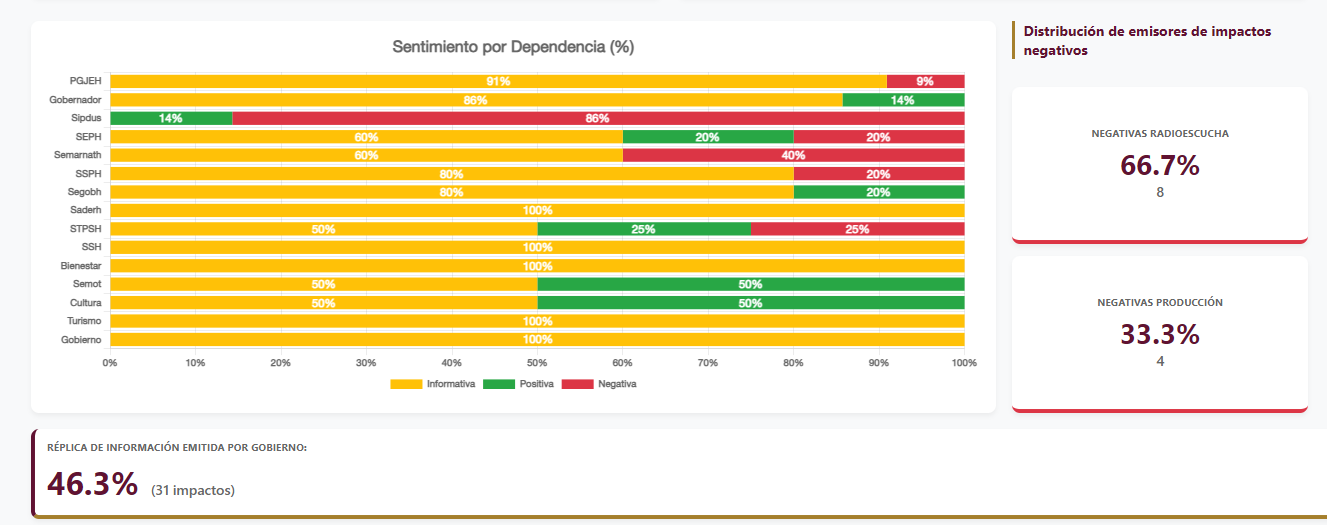 Sentimiento por Dependencia (%)
PGJEH 91% 9%
Gobernador 86% 14%
Sipdus 14% 86%
SEPH 60% 20% 20%
Semarnath 60% 40%
SSPH 80% 20%
Segobh 80% 20%
Saderh 100%
STPSH 50% 25% 25%
SSH 100%
Bienestar 100%
Semot 50% 50%
Cultura 50% 50%
Turismo 100%
Gobierno 100%
0% 10% 20% 30% 40% 50% 60% 70% 80% 90% 100%
Informativa Positiva Negativa
Distribución de emisores de impactos
negativos
NEGATIVAS RADIOESCUCHA
66.7%
8
NEGATIVAS PRODUCCIÓN
33.3%
4
RÉPLICA DE INFORMACIÓN EMITIDA POR GOBIERNO:
46.3% (31 impactos)